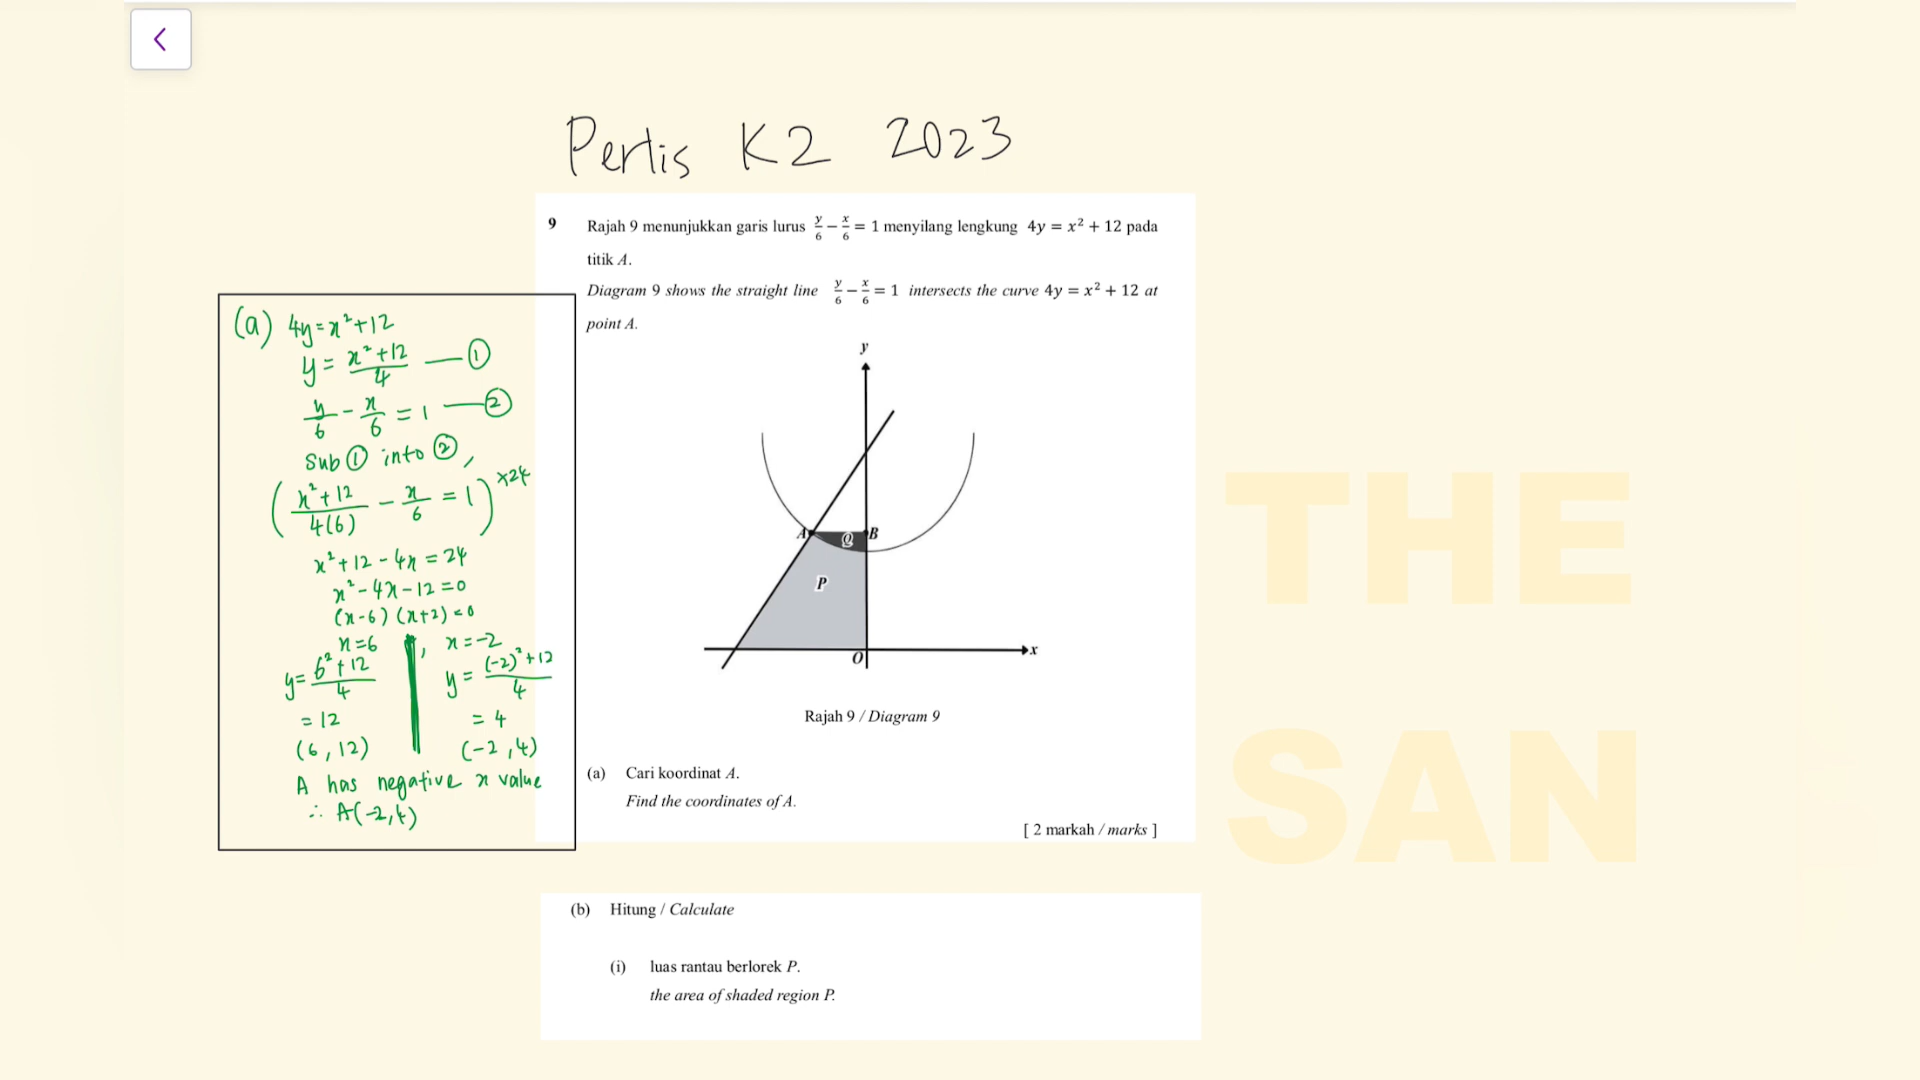 Perlis K2 2023
9 Rajah 9 menunjukkan garis lurus y/6 − x/6 = 1 menyilang lengkung 4y = x² + 12 pada
titik A.
Diagram 9 shows the straight line y/6 − x/6 = 1 intersects the curve 4y = x² + 12 at
point A.
(a) 4y = x² + 12
y = (x² + 12)/4 — ①
y/6 − x/6 = 1 — ②
Sub ① into ②,
((x² + 12)/4(6) − x/6 = 1) ×24
x² + 12 − 4x = 24
x² − 4x − 12 = 0
(x−6)(x+2) = 0
x = 6 , x = −2
y = (6² + 12)/4 y = ((−2)² + 12)/4
= 12 = 4
(6, 12) (−2, 4)
A has negative x value
∴ A(−2, 4)
y
A Q B
P
O x
Rajah 9 / Diagram 9
(a) Cari koordinat A.
Find the coordinates of A.
[ 2 markah / marks ]
(b) Hitung / Calculate
(i) luas rantau berlorek P.
the area of shaded region P.
THE
SAN